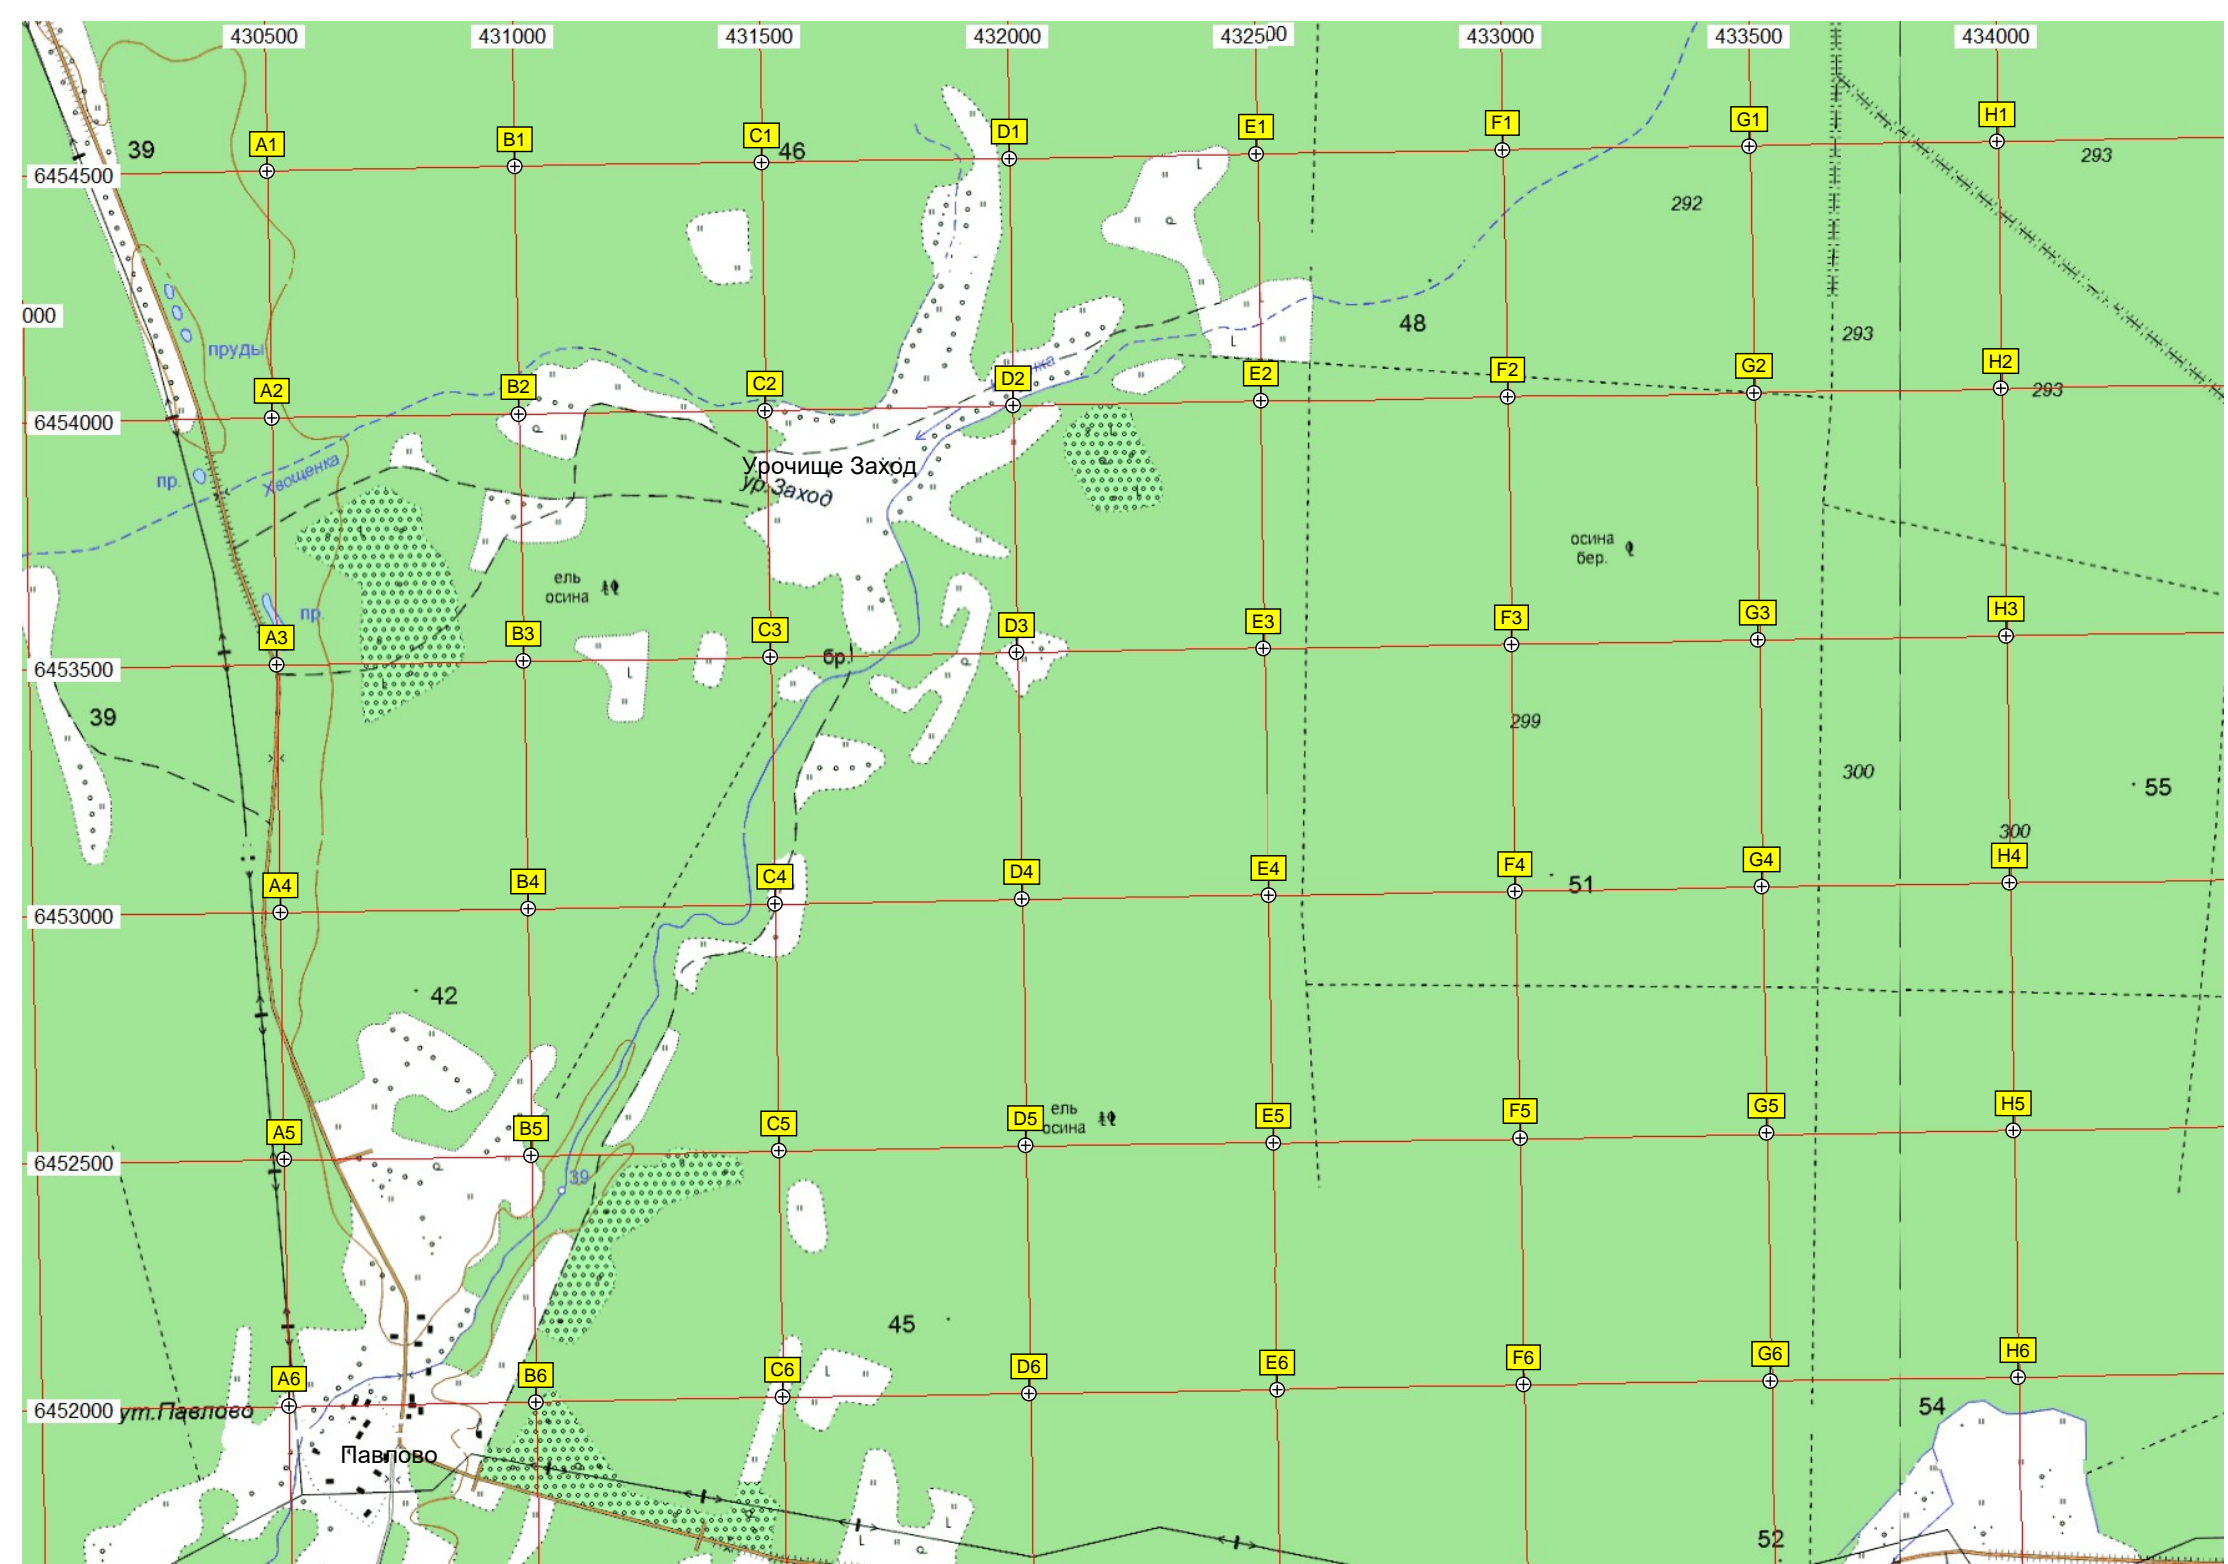 430500 431000 431500 432000 432500 00 433000 433500 434000
A1 B1 C1 D1 E1 F1 G1 H1
39 46 293
6454500
292
000
48 293
пруды
A2 B2 C2 D2 E2 F2 G2 H2
293
6454000
Хвощенка
пр.
Урочище Заход
ур.Заход
осина
бер.
ель
осина
пр.
A3 B3 C3 D3 E3 F3 G3 H3
бр.
6453500
39 299
300 55
300
A4 B4 C4 D4 E4 F4 G4 H4
51
6453000
42
ель
осина
A5 B5 C5 D5 E5 F5 G5 H5
6452500
39
45
A6 B6 C6 D6 E6 F6 G6 H6
6452000 ут.Павлово 54
Павлово
52